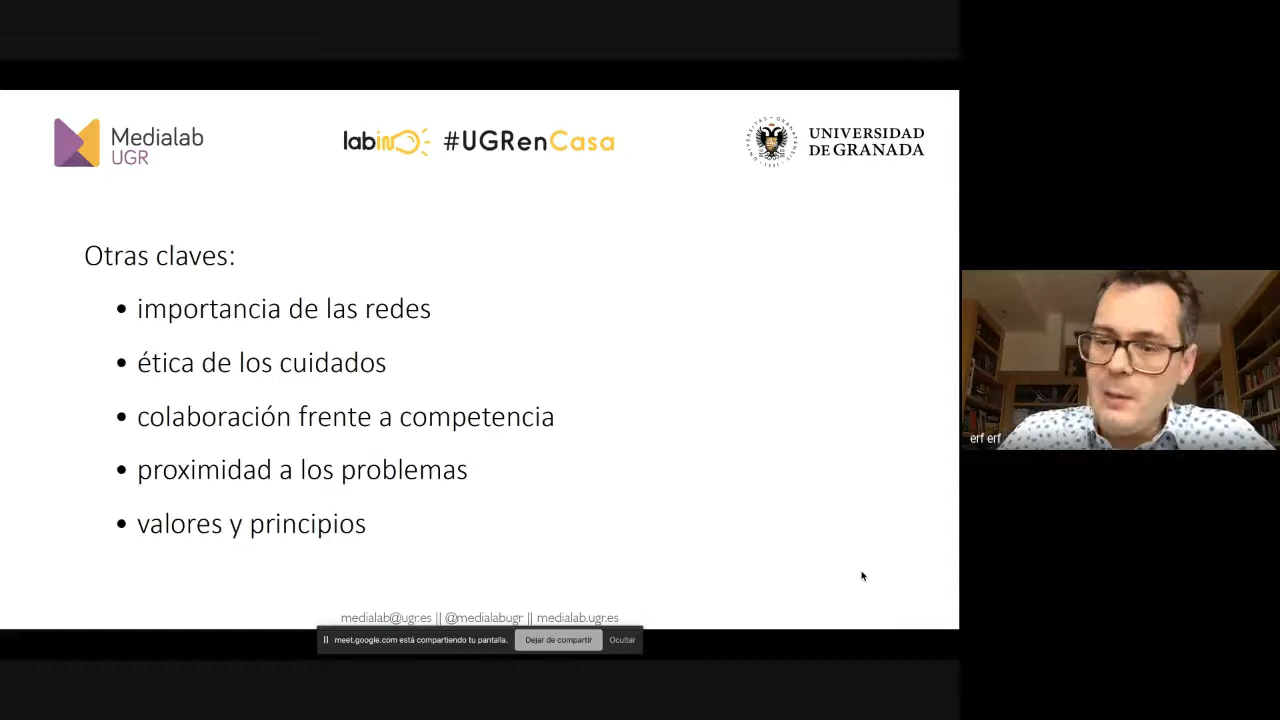 Medialab
UGR
labin #UGRenCasa
UNIVERSIDAD
DE GRANADA
Otras claves:
• importancia de las redes
• ética de los cuidados
• colaboración frente a competencia
• proximidad a los problemas
• valores y principios
erf erf
medialab@ugr.es || @medialabugr || medialab.ugr.es
meet.google.com está compartiendo tu pantalla.
Dejar de compartir
Ocultar